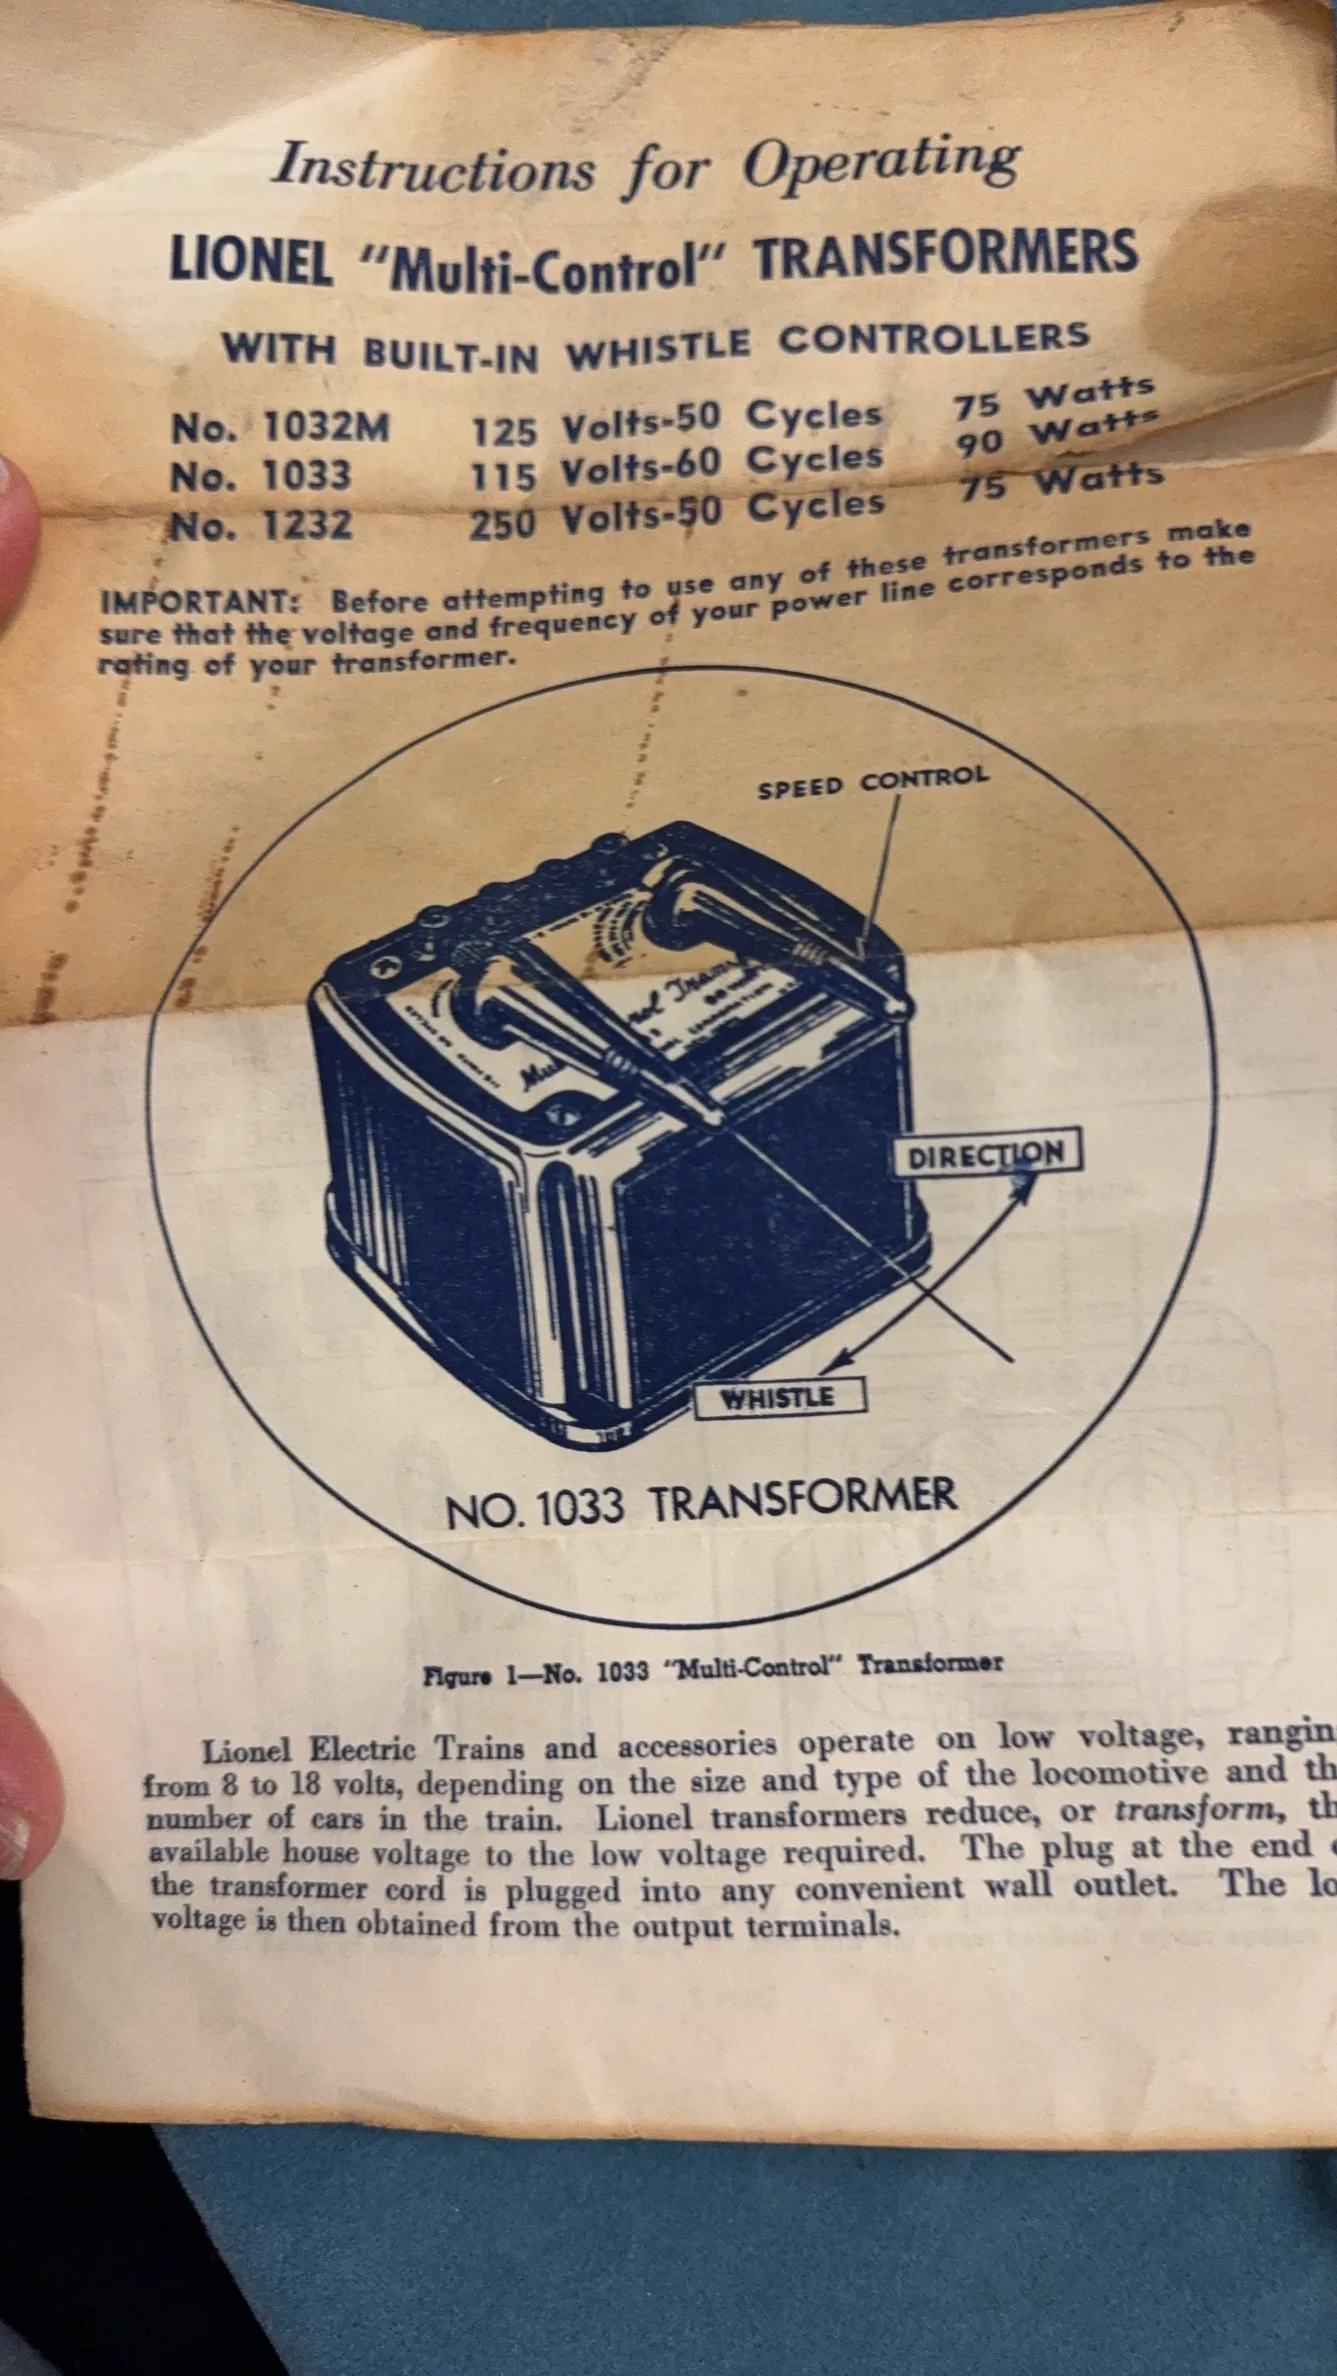 Instructions for Operating
LIONEL "Multi-Control" TRANSFORMERS
WITH BUILT-IN WHISTLE CONTROLLERS
No. 1032M 125 Volts-50 Cycles 75 Watts
No. 1033 115 Volts-60 Cycles 90 Watts
No. 1232 250 Volts-50 Cycles 75 Watts
IMPORTANT: Before attempting to use any of these transformers make
sure that the voltage and frequency of your power line corresponds to the
rating of your transformer.
SPEED CONTROL
DIRECTION
WHISTLE
NO. 1033 TRANSFORMER
Figure 1—No. 1033 "Multi-Control" Transformer
Lionel Electric Trains and accessories operate on low voltage, rangin
from 8 to 18 volts, depending on the size and type of the locomotive and th
number of cars in the train. Lionel transformers reduce, or transform, th
available house voltage to the low voltage required. The plug at the end
the transformer cord is plugged into any convenient wall outlet. The lo
voltage is then obtained from the output terminals.